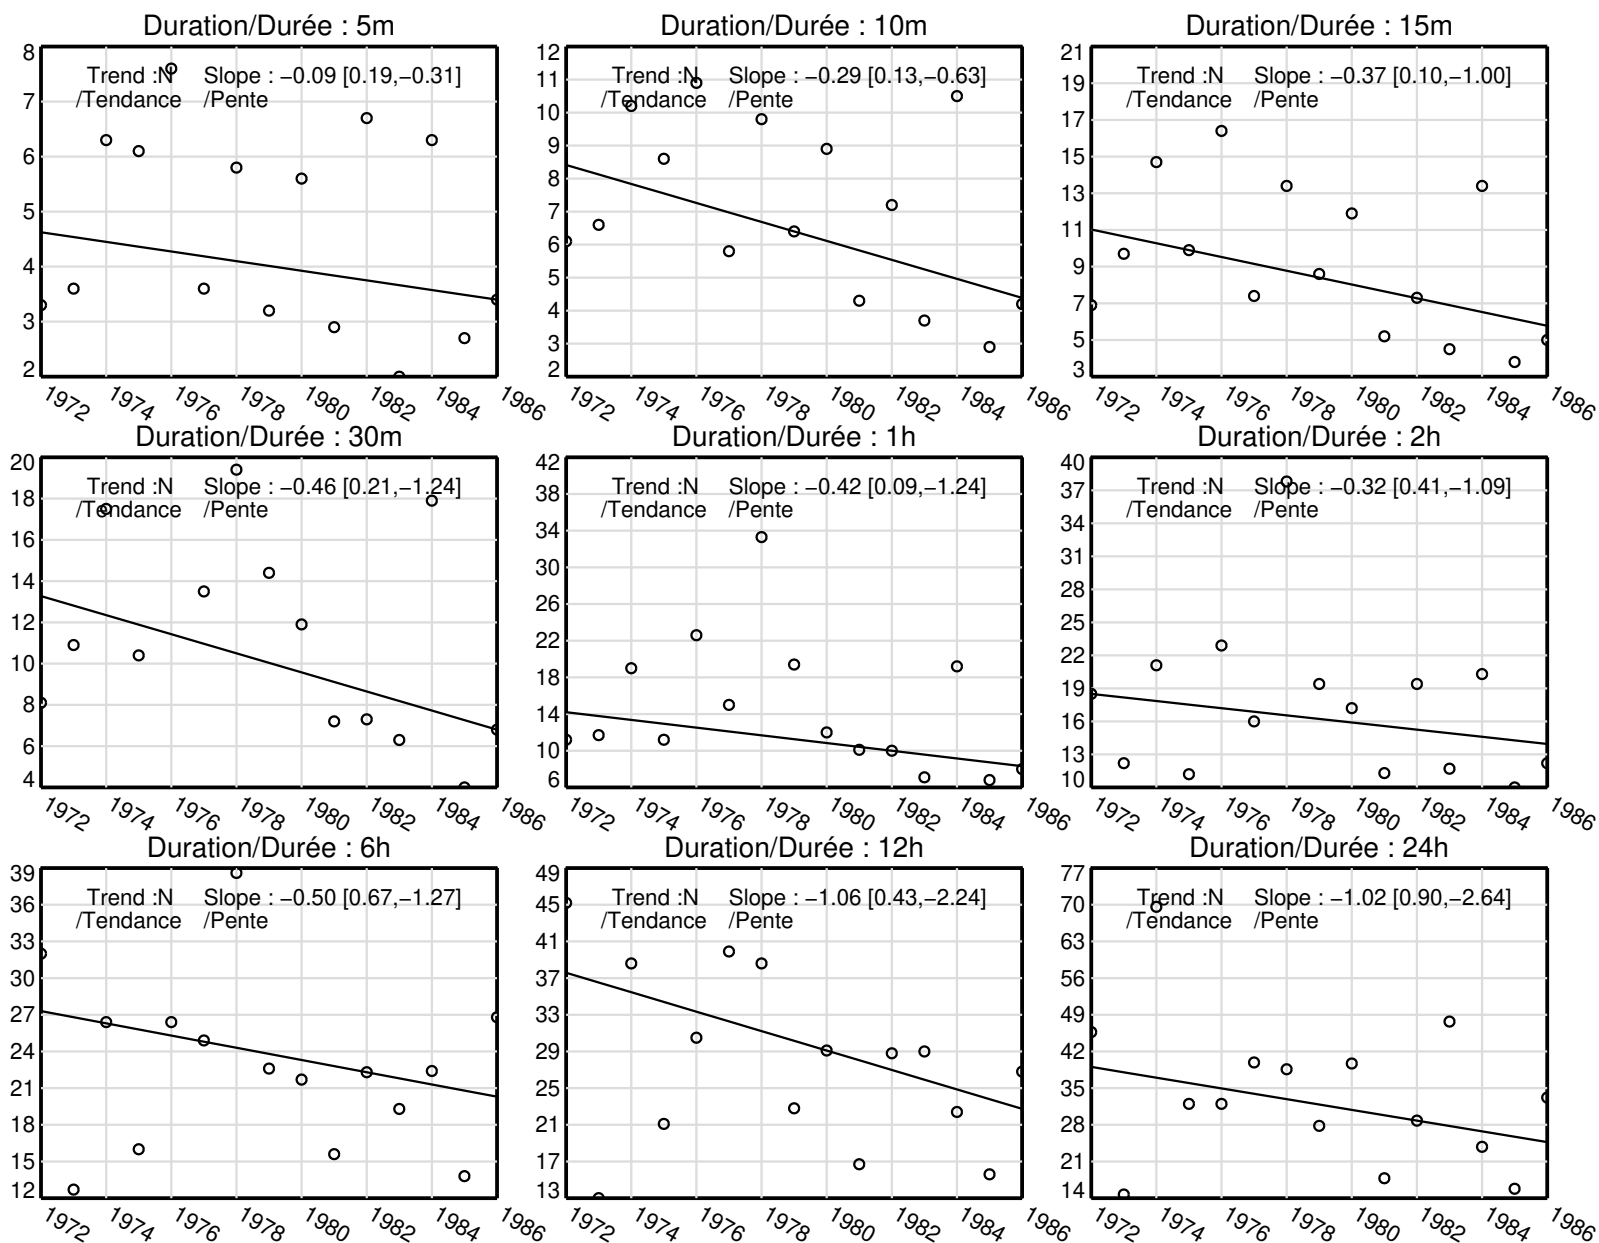 Duration/Durée : 5m
Trend :N Slope : −0.09 [0.19,−0.31]
/Tendance /Pente
8
7
6
5
4
3
2
1972 1974 1976 1978 1980 1982 1984 1986
Duration/Durée : 10m
Trend :N Slope : −0.29 [0.13,−0.63]
/Tendance /Pente
12
11
10
9
8
7
6
5
4
3
2
1972 1974 1976 1978 1980 1982 1984 1986
Duration/Durée : 15m
Trend :N Slope : −0.37 [0.10,−1.00]
/Tendance /Pente
21
19
17
15
13
11
9
7
5
3
1972 1974 1976 1978 1980 1982 1984 1986
Duration/Durée : 30m
Trend :N Slope : −0.46 [0.21,−1.24]
/Tendance /Pente
20
18
16
14
12
10
8
6
4
1972 1974 1976 1978 1980 1982 1984 1986
Duration/Durée : 1h
Trend :N Slope : −0.42 [0.09,−1.24]
/Tendance /Pente
42
38
34
30
26
22
18
14
10
6
1972 1974 1976 1978 1980 1982 1984 1986
Duration/Durée : 2h
Trend :N Slope : −0.32 [0.41,−1.09]
/Tendance /Pente
40
37
34
31
28
25
22
19
16
13
10
1972 1974 1976 1978 1980 1982 1984 1986
Duration/Durée : 6h
Trend :N Slope : −0.50 [0.67,−1.27]
/Tendance /Pente
39
36
33
30
27
24
21
18
15
12
1972 1974 1976 1978 1980 1982 1984 1986
Duration/Durée : 12h
Trend :N Slope : −1.06 [0.43,−2.24]
/Tendance /Pente
49
45
41
37
33
29
25
21
17
13
1972 1974 1976 1978 1980 1982 1984 1986
Duration/Durée : 24h
Trend :N Slope : −1.02 [0.90,−2.64]
/Tendance /Pente
77
70
63
56
49
42
35
28
21
14
1972 1974 1976 1978 1980 1982 1984 1986